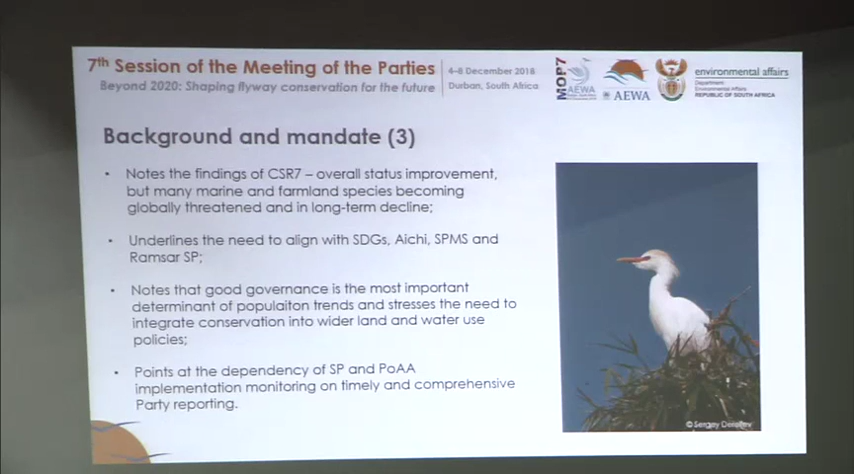 7th Session of the Meeting of the Parties
Beyond 2020: Shaping flyway conservation for the future
4-8 December 2018
Durban, South Africa
MOP7
AEWA
AEWA
environmental affairs
Department:
Environmental Affairs
REPUBLIC OF SOUTH AFRICA
Background and mandate (3)
• Notes the findings of CSR7 – overall status improvement,
but many marine and farmland species becoming
globally threatened and in long-term decline;
• Underlines the need to align with SDGs, Aichi, SPMS and
Ramsar SP;
• Notes that good governance is the most important
determinant of populaiton trends and stresses the need to
integrate conservation into wider land and water use
policies;
• Points at the dependency of SP and PoAA
implementation monitoring on timely and comprehensive
Party reporting.
© Sergey